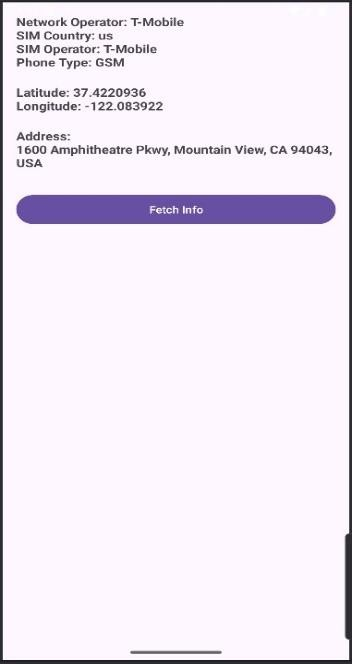 Network Operator: T-Mobile
SIM Country: us
SIM Operator: T-Mobile
Phone Type: GSM
Latitude: 37.4220936
Longitude: -122.083922
Address:
1600 Amphitheatre Pkwy, Mountain View, CA 94043,
USA
Fetch Info